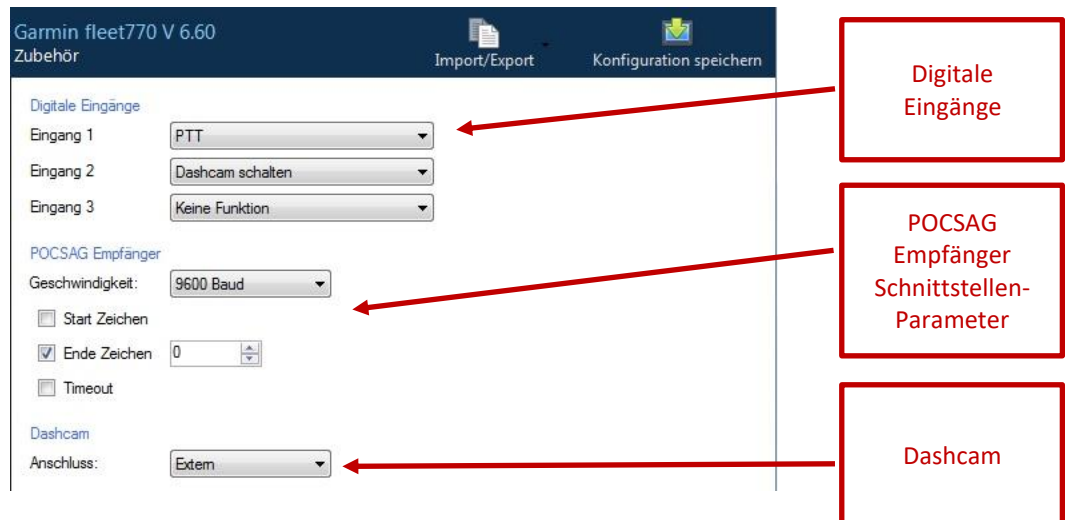 Garmin fleet770 V 6.60
Zubehör
Import/Export
Konfiguration speichern
Digitale Eingänge
Eingang 1 PTT
Eingang 2 Dashcam schalten
Eingang 3 Keine Funktion
POCSAG Empfänger
Geschwindigkeit: 9600 Baud
Start Zeichen
Ende Zeichen 0
Timeout
Dashcam
Anschluss: Extern
Digitale
Eingänge
POCSAG
Empfänger
Schnittstellen-
Parameter
Dashcam